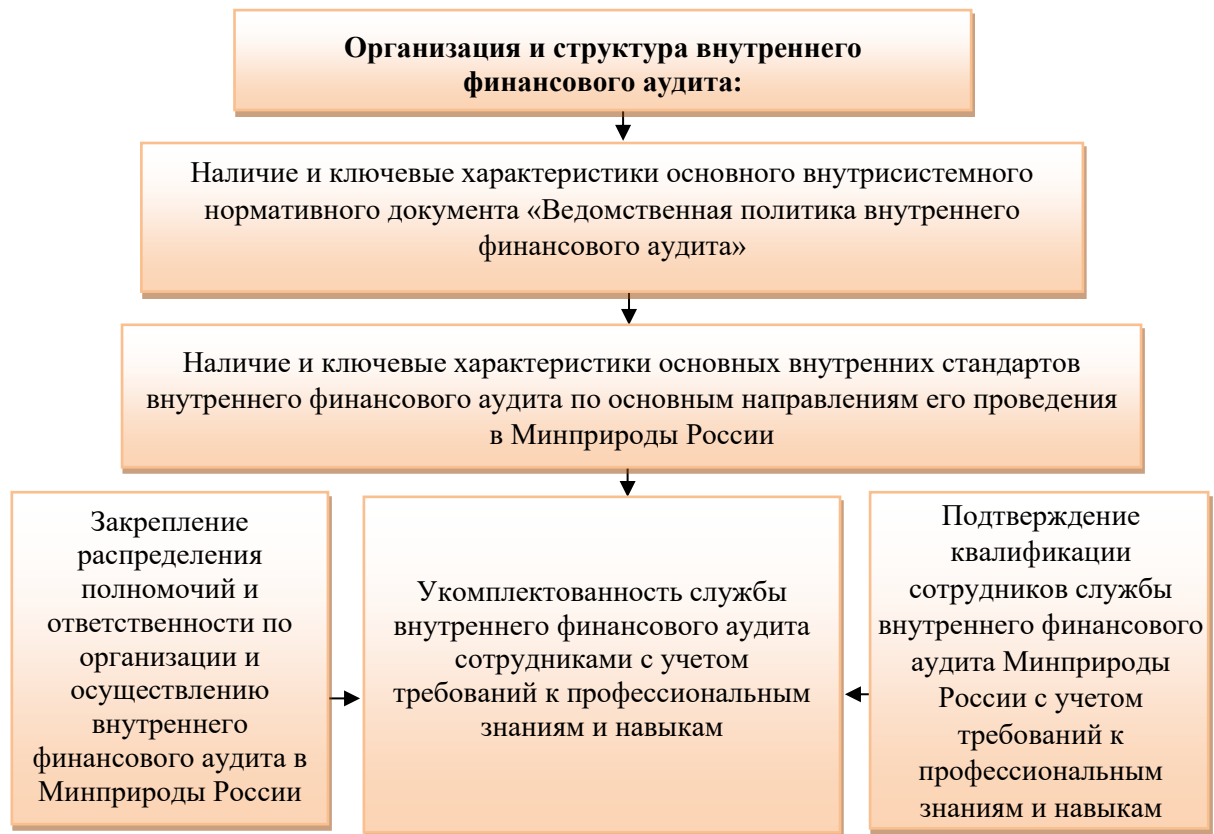 Организация и структура внутреннего
финансового аудита:
Наличие и ключевые характеристики основного внутрисистемного
нормативного документа «Ведомственная политика внутреннего
финансового аудита»
Наличие и ключевые характеристики основных внутренних стандартов
внутреннего финансового аудита по основным направлениям его проведения
в Минприроды России
Закрепление
распределения
полномочий и
ответственности по
организации и
осуществлению
внутреннего
финансового аудита в
Минприроды России
Укомплектованность службы
внутреннего финансового аудита
сотрудниками с учетом
требований к профессиональным
знаниям и навыкам
Подтверждение
квалификации
сотрудников службы
внутреннего финансового
аудита Минприроды
России с учетом
требований к
профессиональным
знаниям и навыкам